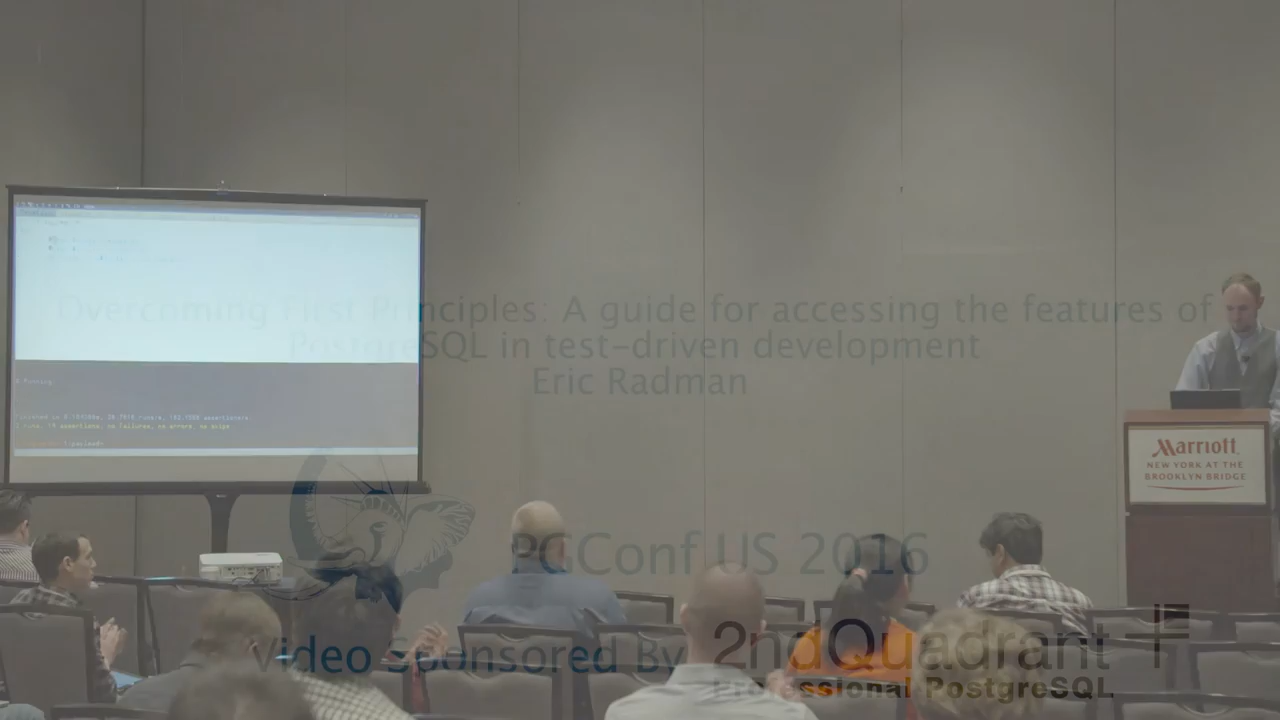 Overcoming First Principles: A guide for accessing the features of
PostgreSQL in test-driven development
Eric Radman
Marriott
NEW YORK AT THE
BROOKLYN BRIDGE
PGConf US 2016
Video Sponsored By
2ndQuadrant
Professional PostgreSQL